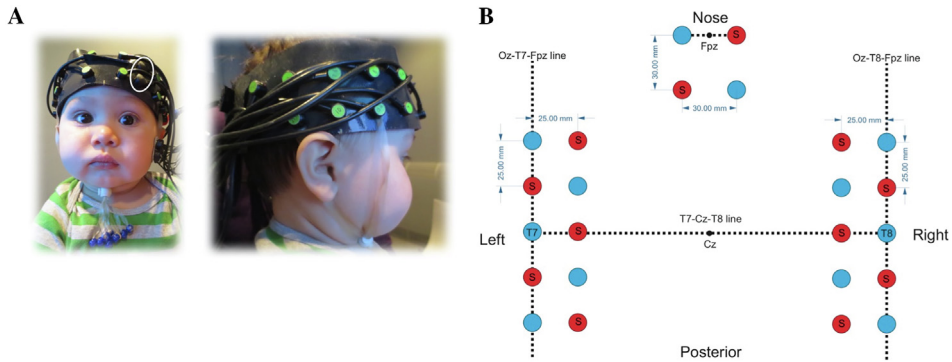 A
B
Nose
S
Fpz
Oz-T7-Fpz line
Oz-T8-Fpz line
30.00 mm
S
30.00 mm
25.00 mm
25.00 mm
S
S
25.00 mm
25.00 mm
S
S
T7-Cz-T8 line
Left
T7
S
Cz
S
T8
Right
S
S
S
S
Posterior